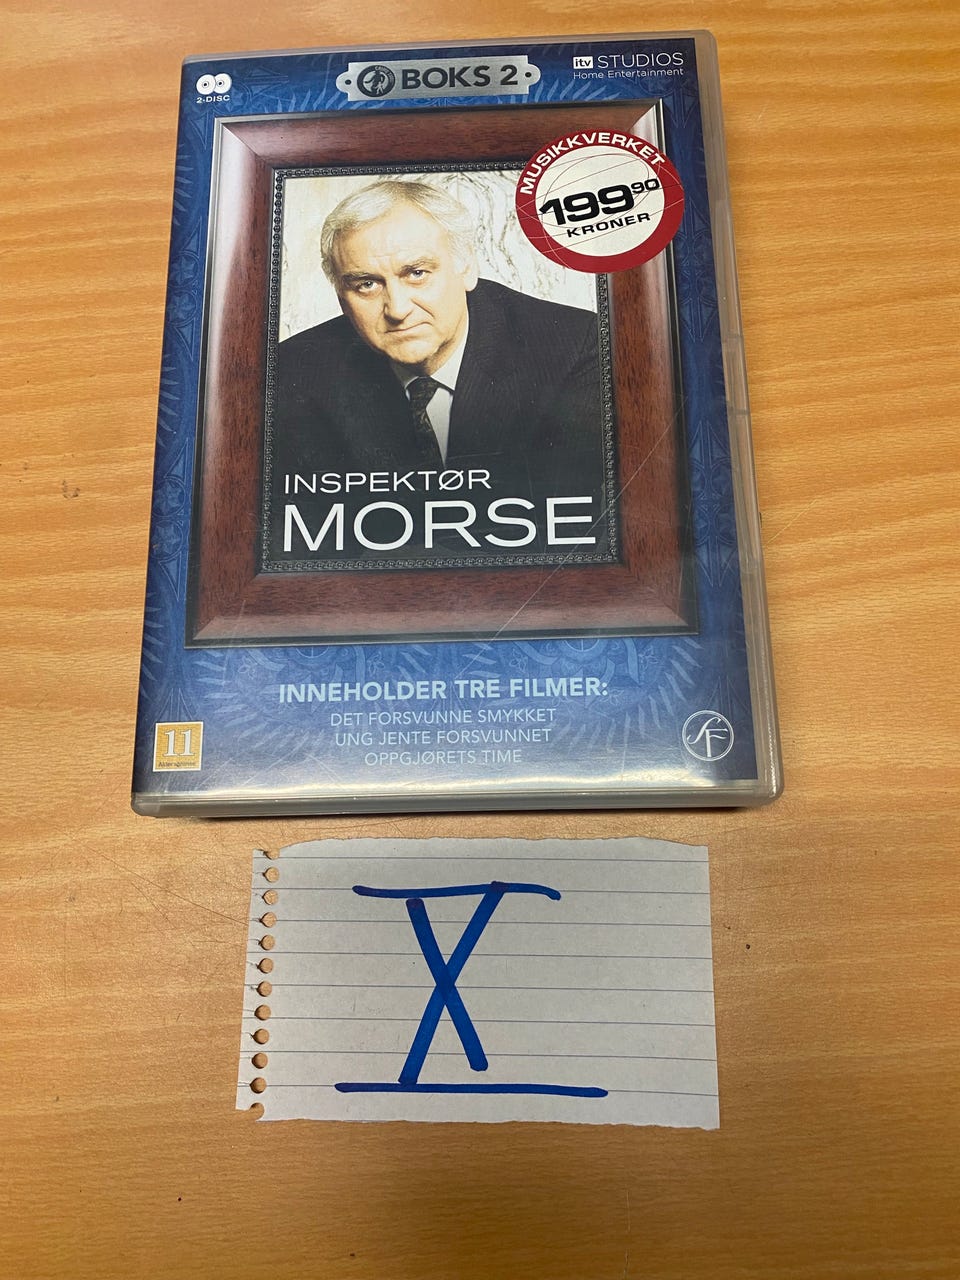 2-DISC
BOKS 2
itv STUDIOS
Home Entertainment
MUSIKKVERKET
199 90
KRONER
INSPEKTØR
MORSE
INNEHOLDER TRE FILMER:
DET FORSVUNNE SMYKKET
UNG JENTE FORSVUNNET
OPPGJØRETS TIME
11
Aldersgrense
SF
X